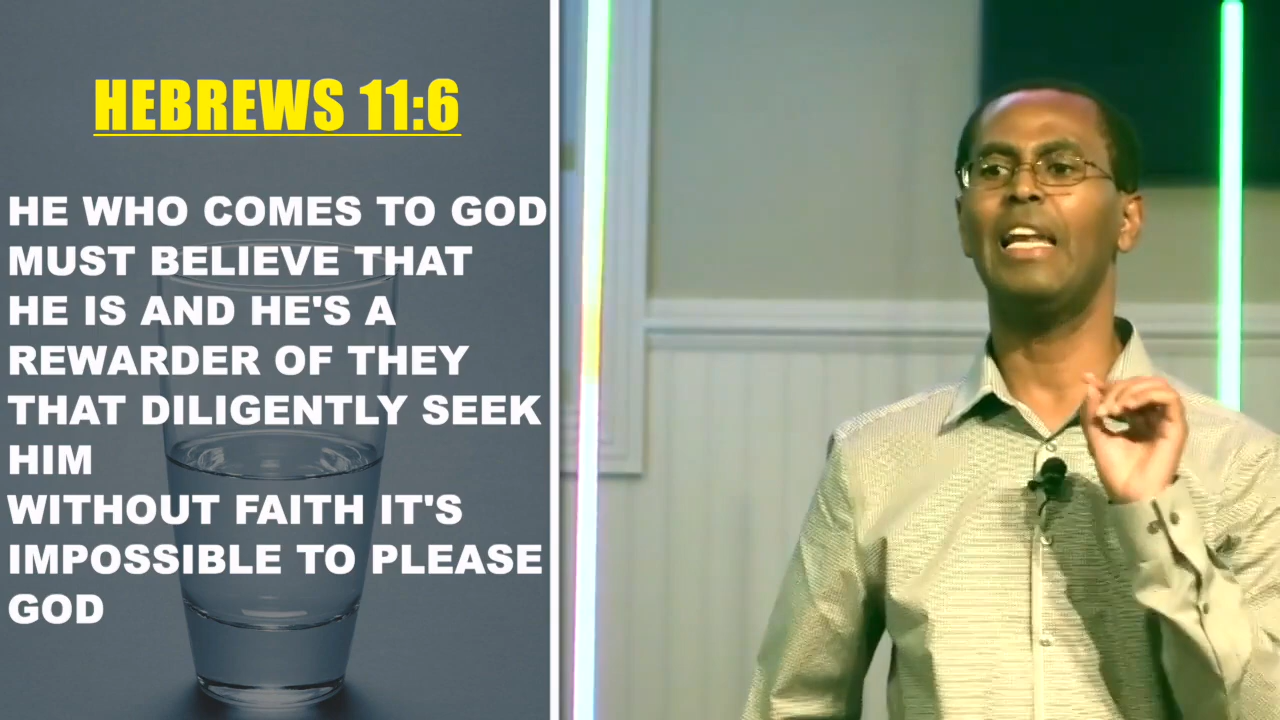 HEBREWS 11:6
HE WHO COMES TO GOD
MUST BELIEVE THAT
HE IS AND HE'S A
REWARDER OF THEY
THAT DILIGENTLY SEEK
HIM
WITHOUT FAITH IT'S
IMPOSSIBLE TO PLEASE
GOD